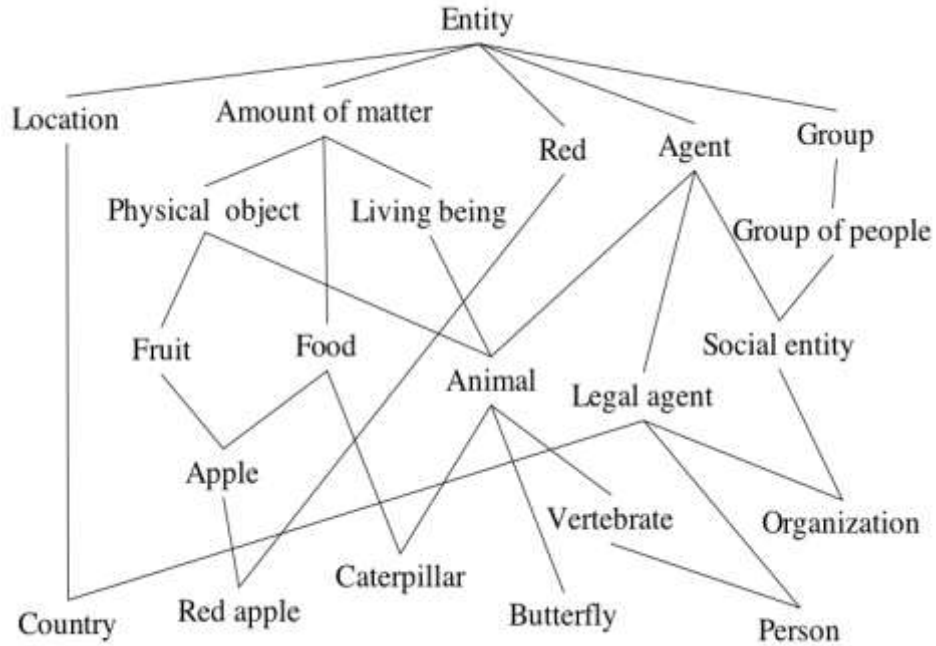 Entity
Location
Amount of matter
Red
Agent
Group
Physical object
Living being
Group of people
Fruit
Food
Animal
Legal agent
Social entity
Apple
Vertebrate
Organization
Country
Red apple
Caterpillar
Butterfly
Person